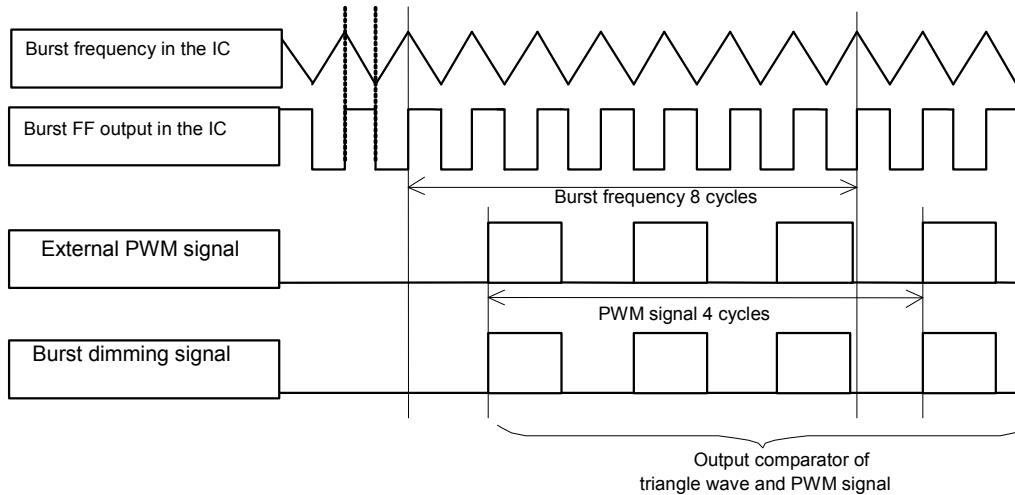 Burst frequency in the IC
Burst FF output in the IC
Burst frequency 8 cycles
External PWM signal
PWM signal 4 cycles
Burst dimming signal
Output comparator of
triangle wave and PWM signal